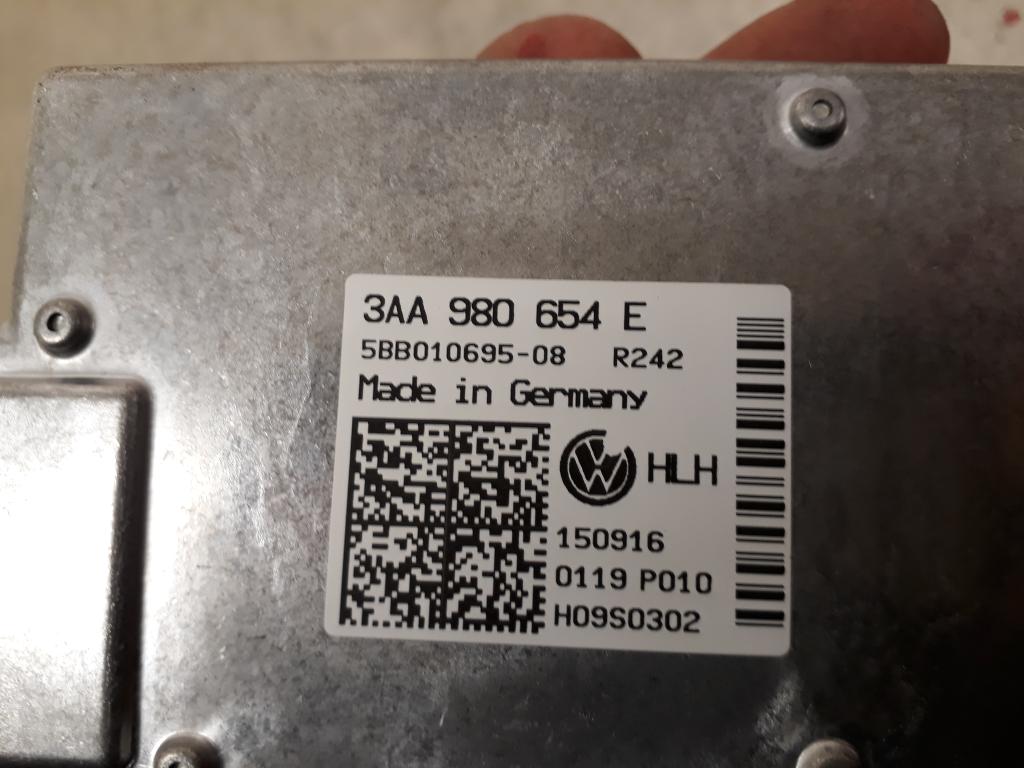 3AA 980 654 E
5BB010695-08 R242
Made in Germany
HLH
150916
0119 P010
H09S0302